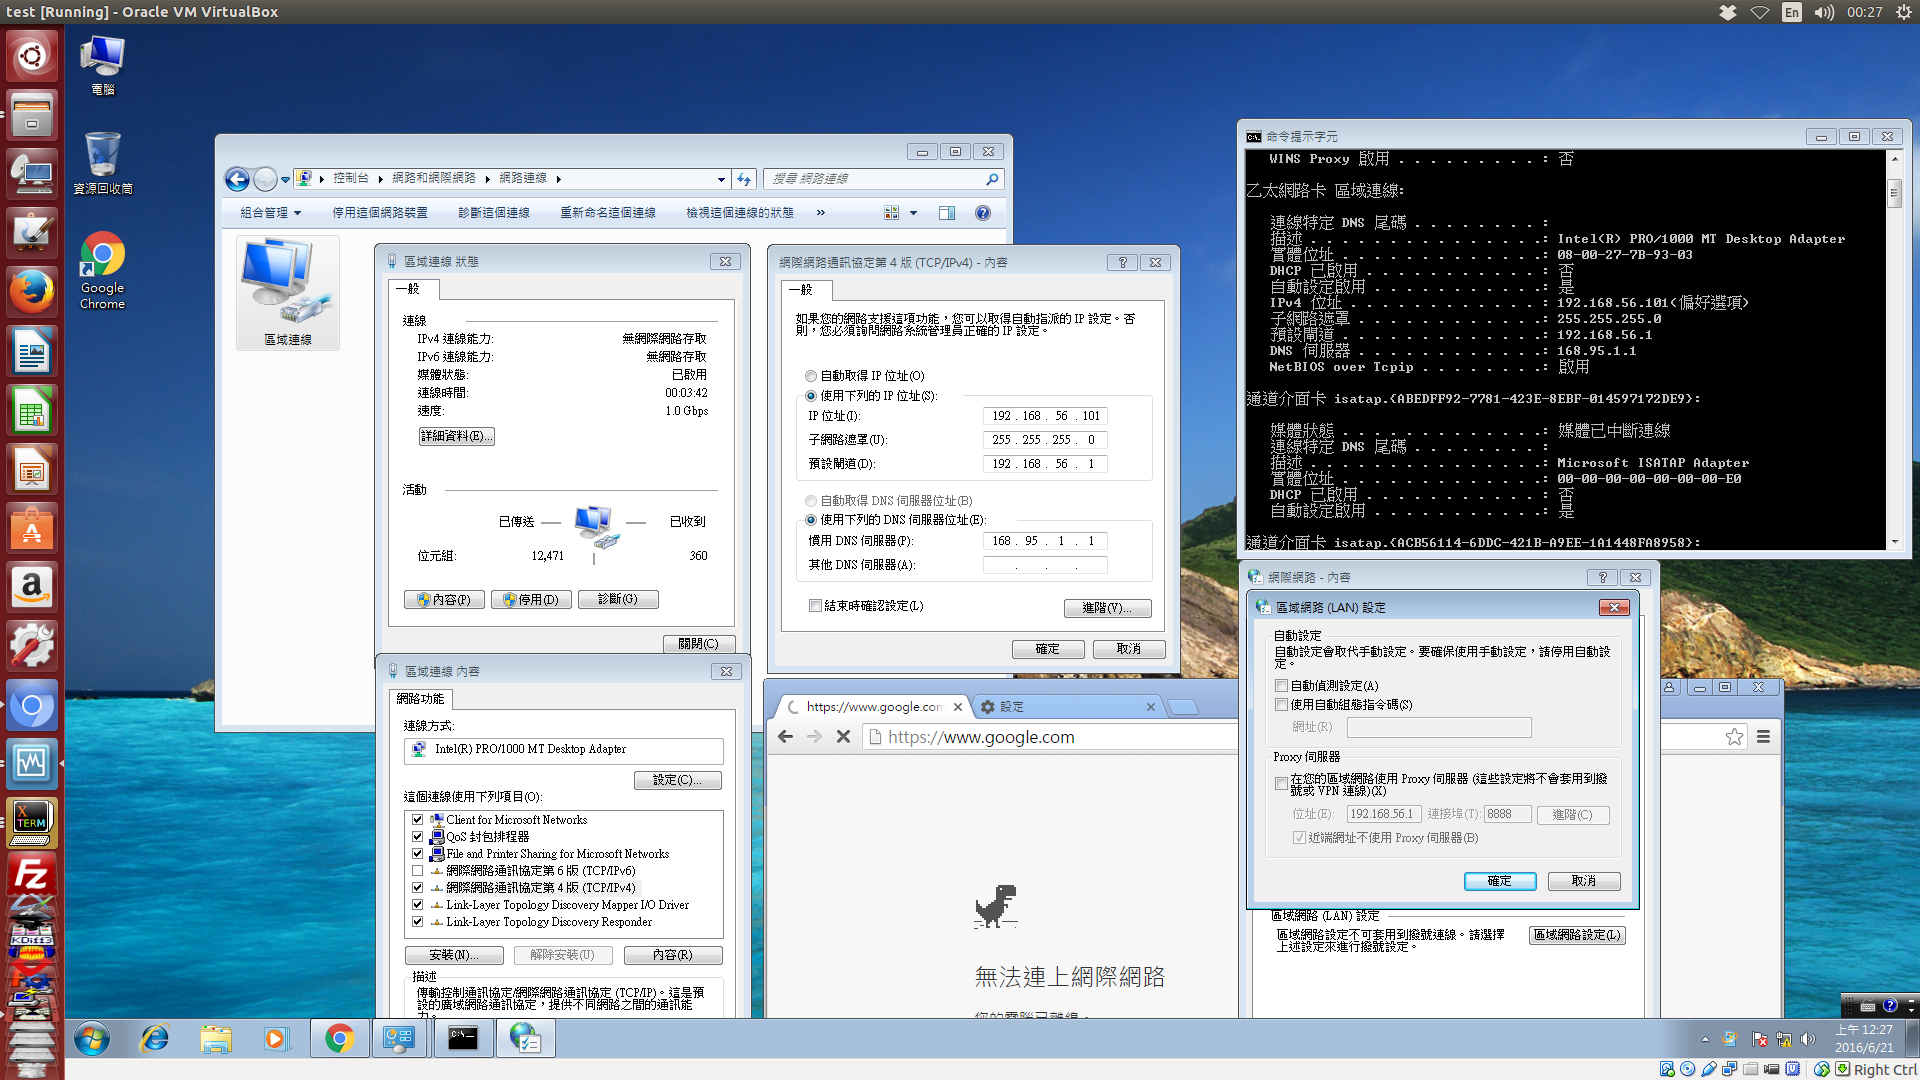 test [Running] - Oracle VM VirtualBox
En
00:27
電腦
資源回收筒
Google
Chrome
控制台
網路和網際網路
網路連線
搜尋 網路連線
組合管理
停用這個網路裝置
診斷這個連線
重新命名這個連線
檢視這個連線的狀態
»
區域連線
區域連線 狀態
一般
連線
IPv4 連線能力: 無網際網路存取
IPv6 連線能力: 無網路存取
媒體狀態: 已啟用
連線時間: 00:03:42
速度: 1.0 Gbps
詳細資料(E)...
活動
已傳送
已收到
位元組: 12,471 360
內容(P)
停用(D)
診斷(G)
關閉(C)
網際網路通訊協定第 4 版 (TCP/IPv4) - 內容
一般
如果您的網路支援這項功能，您可以取得自動指派的 IP 設定。否
則，您必須詢問網路系統管理員正確的 IP 設定。
自動取得 IP 位址(O)
使用下列的 IP 位址(S):
IP 位址(I): 192 . 168 . 56 . 101
子網路遮罩(U): 255 . 255 . 255 . 0
預設閘道(D): 192 . 168 . 56 . 1
自動取得 DNS 伺服器位址(B)
使用下列的 DNS 伺服器位址(E):
慣用 DNS 伺服器(P): 168 . 95 . 1 . 1
其他 DNS 伺服器(A): . . .
結束時確認設定(L)
進階(V)...
確定
取消
命令提示字元
WINS Proxy 啟用 . . . . . . . . . : 否
乙太網路卡 區域連線:
連線特定 DNS 尾碼 . . . . . . . . :
描述 . . . . . . . . . . . . . . .: Intel(R) PRO/1000 MT Desktop Adapter
實體位址 . . . . . . . . . . . . .: 08-00-27-7B-93-03
DHCP 已啟用 . . . . . . . . . . . : 否
自動設定啟用 . . . . . . . . . . .: 是
IPv4 位址 . . . . . . . . . . . . : 192.168.56.101(偏好選項)
子網路遮罩 . . . . . . . . . . . .: 255.255.255.0
預設閘道 . . . . . . . . . . . . .: 192.168.56.1
DNS 伺服器 . . . . . . . . . . . .: 168.95.1.1
NetBIOS over Tcpip . . . . . . . .: 啟用
通道介面卡 isatap.{ABEDFF92-7781-423E-8EBF-014597172DE9}:
媒體狀態 . . . . . . . . . . . . .: 媒體已中斷連線
連線特定 DNS 尾碼 . . . . . . . . :
描述 . . . . . . . . . . . . . . .: Microsoft ISATAP Adapter
實體位址 . . . . . . . . . . . . .: 00-00-00-00-00-00-00-E0
DHCP 已啟用 . . . . . . . . . . . : 否
自動設定啟用 . . . . . . . . . . .: 是
通道介面卡 isatap.{ACB56114-6DDC-421B-A9EE-1A1448FA8958}:
區域連線 內容
網路功能
連線方式:
Intel(R) PRO/1000 MT Desktop Adapter
設定(C)...
這個連線使用下列項目(O):
Client for Microsoft Networks
QoS 封包排程器
File and Printer Sharing for Microsoft Networks
網際網路通訊協定第 6 版 (TCP/IPv6)
網際網路通訊協定第 4 版 (TCP/IPv4)
Link-Layer Topology Discovery Mapper I/O Driver
Link-Layer Topology Discovery Responder
安裝(N)...
解除安裝(U)
內容(R)
描述
傳輸控制通訊協定/網際網路通訊協定 (TCP/IP)。這是預
設的廣域網路通訊協定，提供不同網路之間的通訊能
力。
https://www.google.com
設定
https://www.google.com
無法連上網際網路
您的電腦已離線。
網際網路 - 內容
區域網路 (LAN) 設定
自動設定
自動設定會取代手動設定。要確保使用手動設定，請停用自動設
定。
自動偵測設定(A)
使用自動組態指令碼(S)
網址(R)
Proxy 伺服器
在您的區域網路使用 Proxy 伺服器 (這些設定將不會套用到撥
號或 VPN 連線)(X)
位址(E): 192.168.56.1 連接埠(T): 8888 進階(C)
近端網址不使用 Proxy 伺服器(B)
確定
取消
區域網路 (LAN) 設定
區域網路設定不可套用到撥號連線。請選擇
上述設定來進行撥號設定。
區域網路設定(L)
X
TERM
FZ
KDiff3
上午 12:27
2016/6/21
Right Ctrl